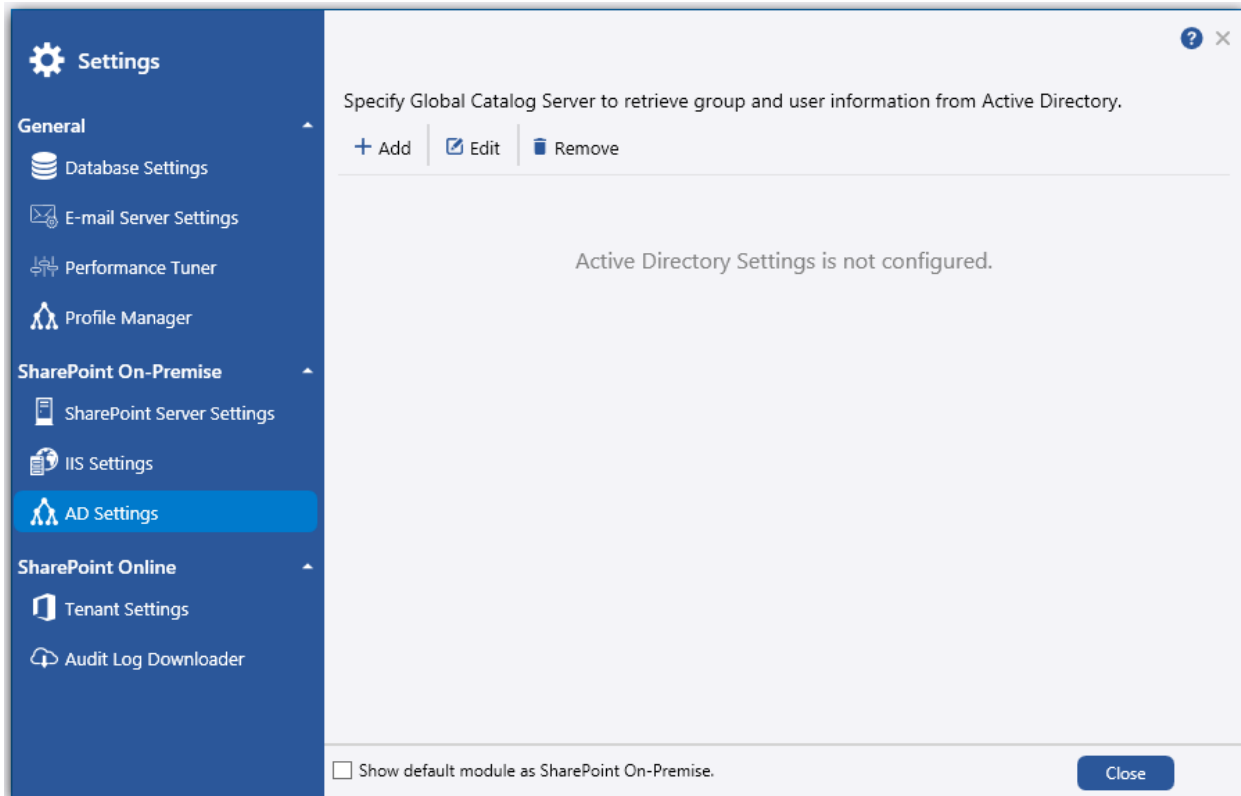 Settings
General
Database Settings
E-mail Server Settings
Performance Tuner
Profile Manager
SharePoint On-Premise
SharePoint Server Settings
IIS Settings
AD Settings
SharePoint Online
Tenant Settings
Audit Log Downloader
?
Specify Global Catalog Server to retrieve group and user information from Active Directory.
+ Add Edit Remove
Active Directory Settings is not configured.
Show default module as SharePoint On-Premise.
Close